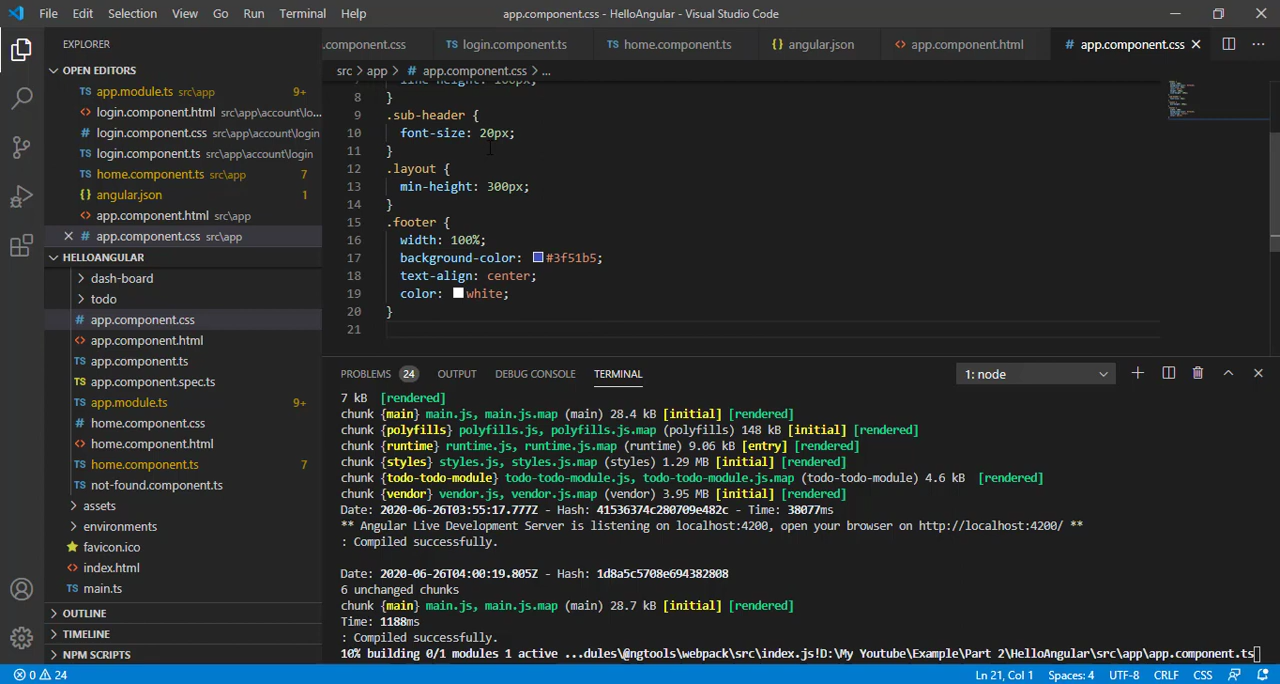 File Edit Selection View Go Run Terminal Help
app.component.css - HelloAngular - Visual Studio Code
EXPLORER
OPEN EDITORS
TS app.module.ts src\app 9+
<> login.component.html src\app\account\lo...
# login.component.css src\app\account\login
TS login.component.ts src\app\account\login
TS home.component.ts src\app 7
{} angular.json 1
<> app.component.html src\app
# app.component.css src\app
HELLOANGULAR
dash-board
todo
# app.component.css
<> app.component.html
TS app.component.ts
TS app.component.spec.ts
TS app.module.ts 9+
# home.component.css
<> home.component.html
TS home.component.ts 7
TS not-found.component.ts
assets
environments
favicon.ico
<> index.html
TS main.ts
OUTLINE
TIMELINE
NPM SCRIPTS
.component.css TS login.component.ts TS home.component.ts {} angular.json <> app.component.html # app.component.css
src > app > # app.component.css > ...
line-height: 100px;
8 }
9 .sub-header {
10 font-size: 20px;
11 }
12 .layout {
13 min-height: 300px;
14 }
15 .footer {
16 width: 100%;
17 background-color: #3f51b5;
18 text-align: center;
19 color: white;
20 }
21
PROBLEMS 24 OUTPUT DEBUG CONSOLE TERMINAL 1: node
7 kB [rendered]
chunk {main} main.js, main.js.map (main) 28.4 kB [initial] [rendered]
chunk {polyfills} polyfills.js, polyfills.js.map (polyfills) 148 kB [initial] [rendered]
chunk {runtime} runtime.js, runtime.js.map (runtime) 9.06 kB [entry] [rendered]
chunk {styles} styles.js, styles.js.map (styles) 1.29 MB [initial] [rendered]
chunk {todo-todo-module} todo-todo-module.js, todo-todo-module.js.map (todo-todo-module) 4.6 kB [rendered]
chunk {vendor} vendor.js, vendor.js.map (vendor) 3.95 MB [initial] [rendered]
Date: 2020-06-26T03:55:17.777Z - Hash: 41536374c280709e482c - Time: 38077ms
** Angular Live Development Server is listening on localhost:4200, open your browser on http://localhost:4200/ **
: Compiled successfully.
Date: 2020-06-26T04:00:19.805Z - Hash: 1d8a5c5708e694382808
6 unchanged chunks
chunk {main} main.js, main.js.map (main) 28.7 kB [initial] [rendered]
Time: 1188ms
: Compiled successfully.
10% building 0/1 modules 1 active ...dules\@ngtools\webpack\src\index.js!D:\My Youtube\Example\Part 2\HelloAngular\src\app\app.component.ts
0 24 Ln 21, Col 1 Spaces: 4 UTF-8 CRLF CSS